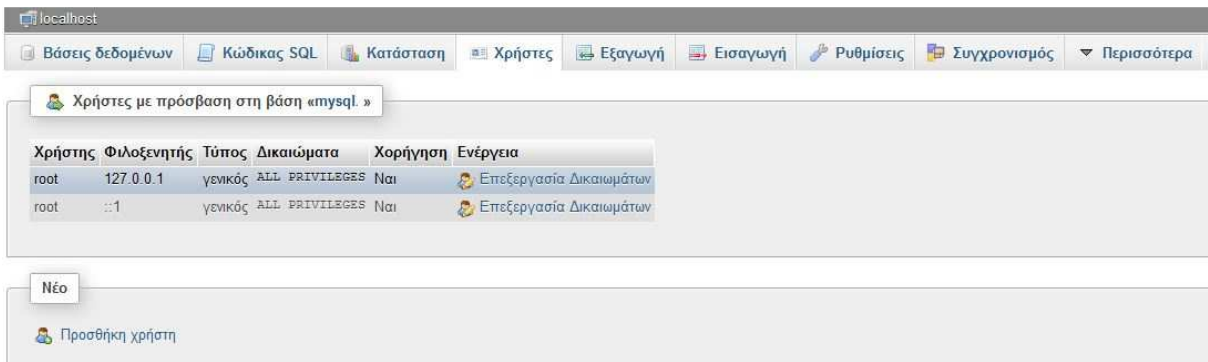 localhost
Βάσεις δεδομένων Κώδικας SQL Κατάσταση Χρήστες Εξαγωγή Εισαγωγή Ρυθμίσεις Συγχρονισμός Περισσότερα
Χρήστες με πρόσβαση στη βάση «mysql. »
Χρήστης Φιλοξενητής Τύπος Δικαιώματα Χορήγηση Ενέργεια
root 127.0.0.1 γενικός ALL PRIVILEGES Ναι Επεξεργασία Δικαιωμάτων
root ::1 γενικός ALL PRIVILEGES Ναι Επεξεργασία Δικαιωμάτων
Νέο
Προσθήκη χρήστη